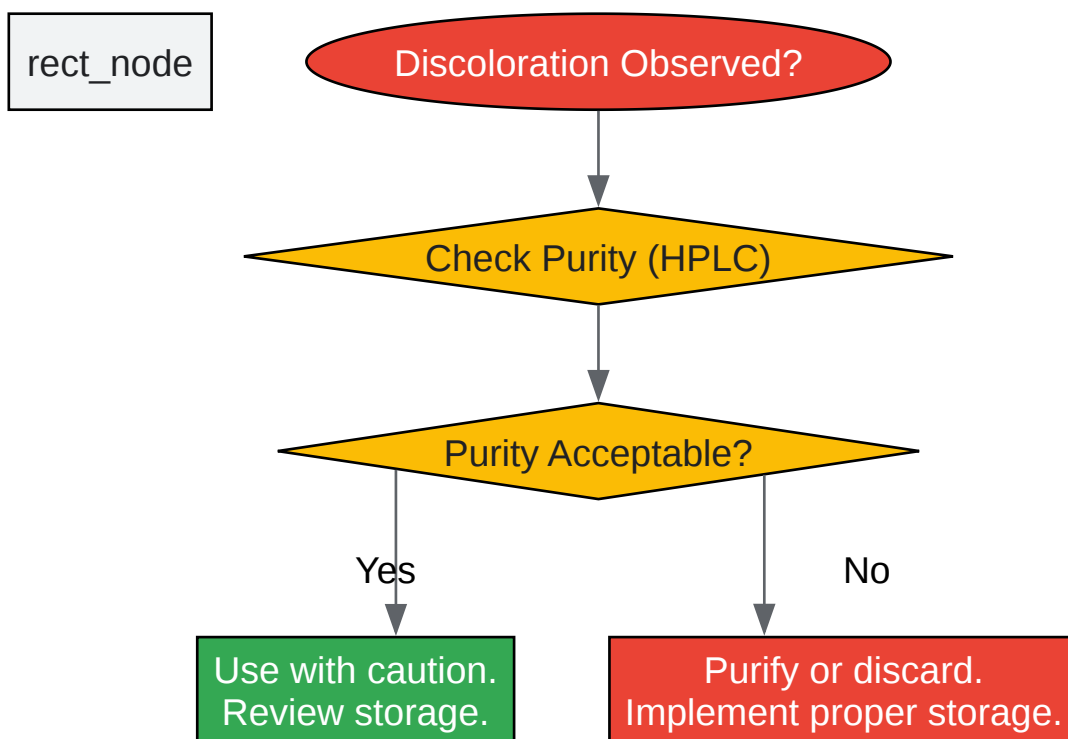 rect_node
Discoloration Observed?
Check Purity (HPLC)
Purity Acceptable?
Yes
No
Use with caution.
Review storage.
Purify or discard.
Implement proper storage.